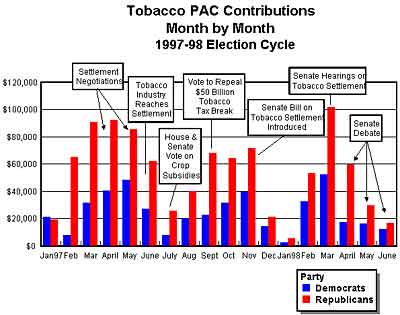 Tobacco PAC Contributions
Month by Month
1997-98 Election Cycle
$120,000
$100,000
$80,000
$60,000
$40,000
$20,000
$0
Settlement
Negotiations
Tobacco
Industry
Reaches
Settlement
House &
Senate
Vote on
Crop
Subsidies
Vote to Repeal
$50 Billion
Tobacco
Tax Break
Senate Bill on
Tobacco Settlement
Introduced
Senate Hearings on
Tobacco Settlement
Senate
Debate
Jan97 Feb Mar April May June July Aug Sept Oct Nov Dec Jan98 Feb Mar April May June
Party
Democrats
Republicans